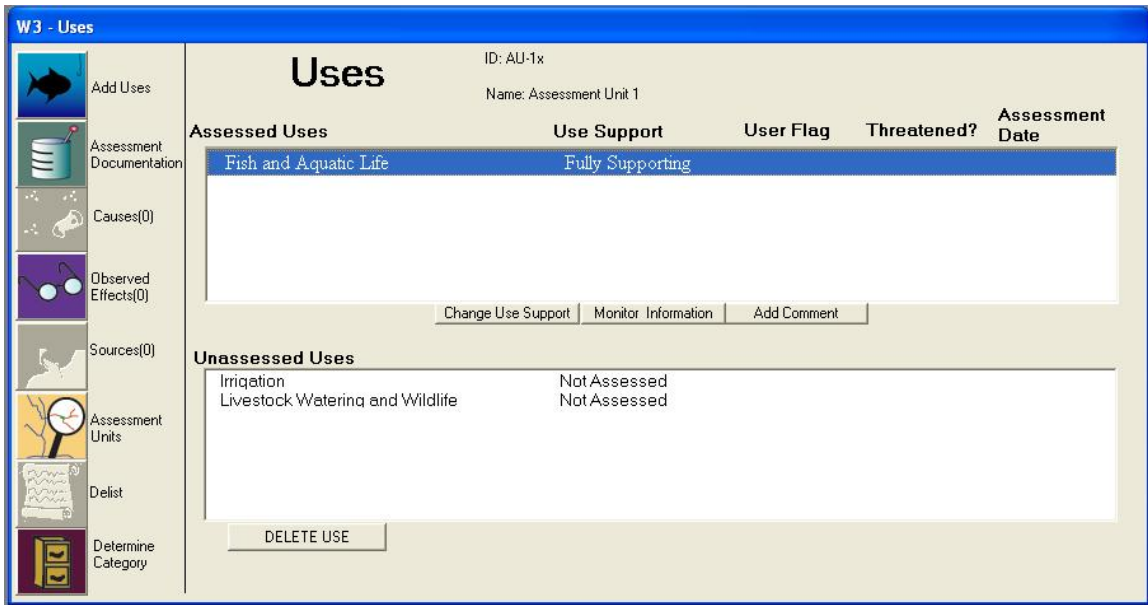 W3 - Uses
Add Uses
Assessment
Documentation
Causes(0)
Observed
Effects(0)
Sources(0)
Assessment
Units
Delist
Determine
Category
Uses
ID: AU-1x
Name: Assessment Unit 1
Assessed Uses Use Support User Flag Threatened? Assessment
Date
Fish and Aquatic Life Fully Supporting
Change Use Support Monitor Information Add Comment
Unassessed Uses
Irrigation Not Assessed
Livestock Watering and Wildlife Not Assessed
DELETE USE